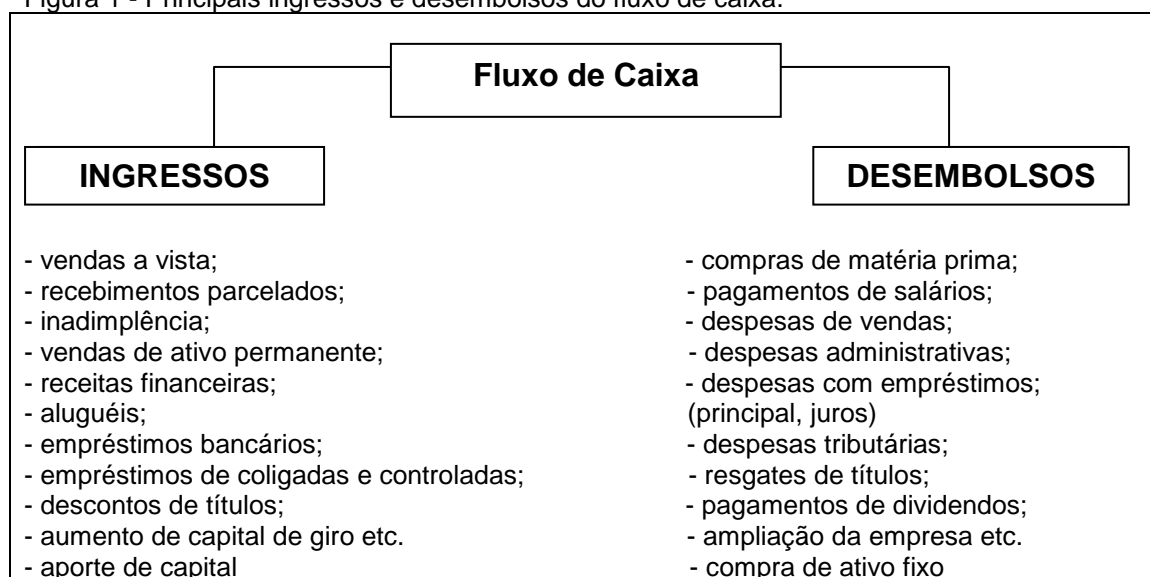 Figura 1 - Principais ingressos e desembolsos do fluxo de caixa.
Fluxo de Caixa
INGRESSOS
- vendas a vista;
- recebimentos parcelados;
- inadimplência;
- vendas de ativo permanente;
- receitas financeiras;
- aluguéis;
- empréstimos bancários;
- empréstimos de coligadas e controladas;
- descontos de títulos;
- aumento de capital de giro etc.
- aporte de capital
DESEMBOLSOS
- compras de matéria prima;
- pagamentos de salários;
- despesas de vendas;
- despesas administrativas;
- despesas com empréstimos;
(principal, juros)
- despesas tributárias;
- resgates de títulos;
- pagamentos de dividendos;
- ampliação da empresa etc.
- compra de ativo fixo